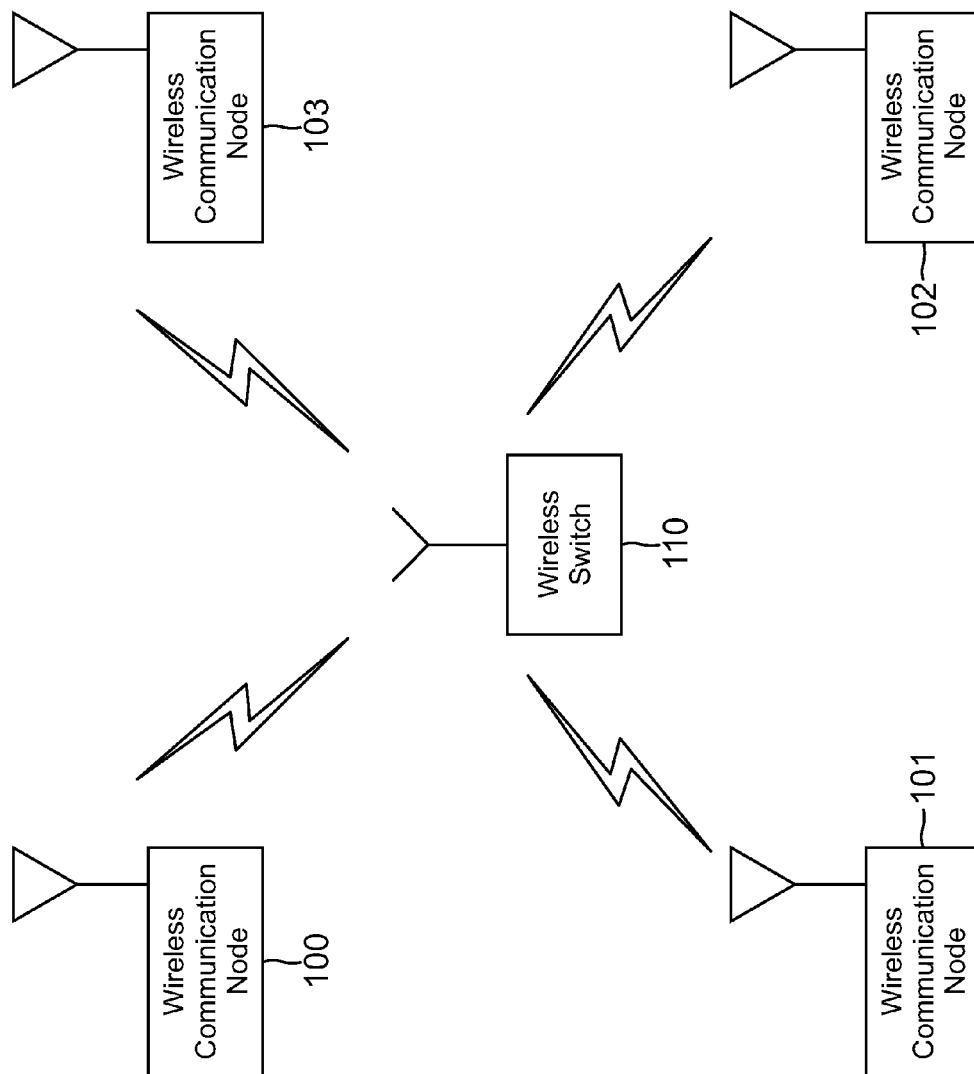 Wireless
Communication
Node
100
Wireless
Communication
Node
103
Wireless
Switch
110
Wireless
Communication
Node
101
102
Wireless
Communication
Node